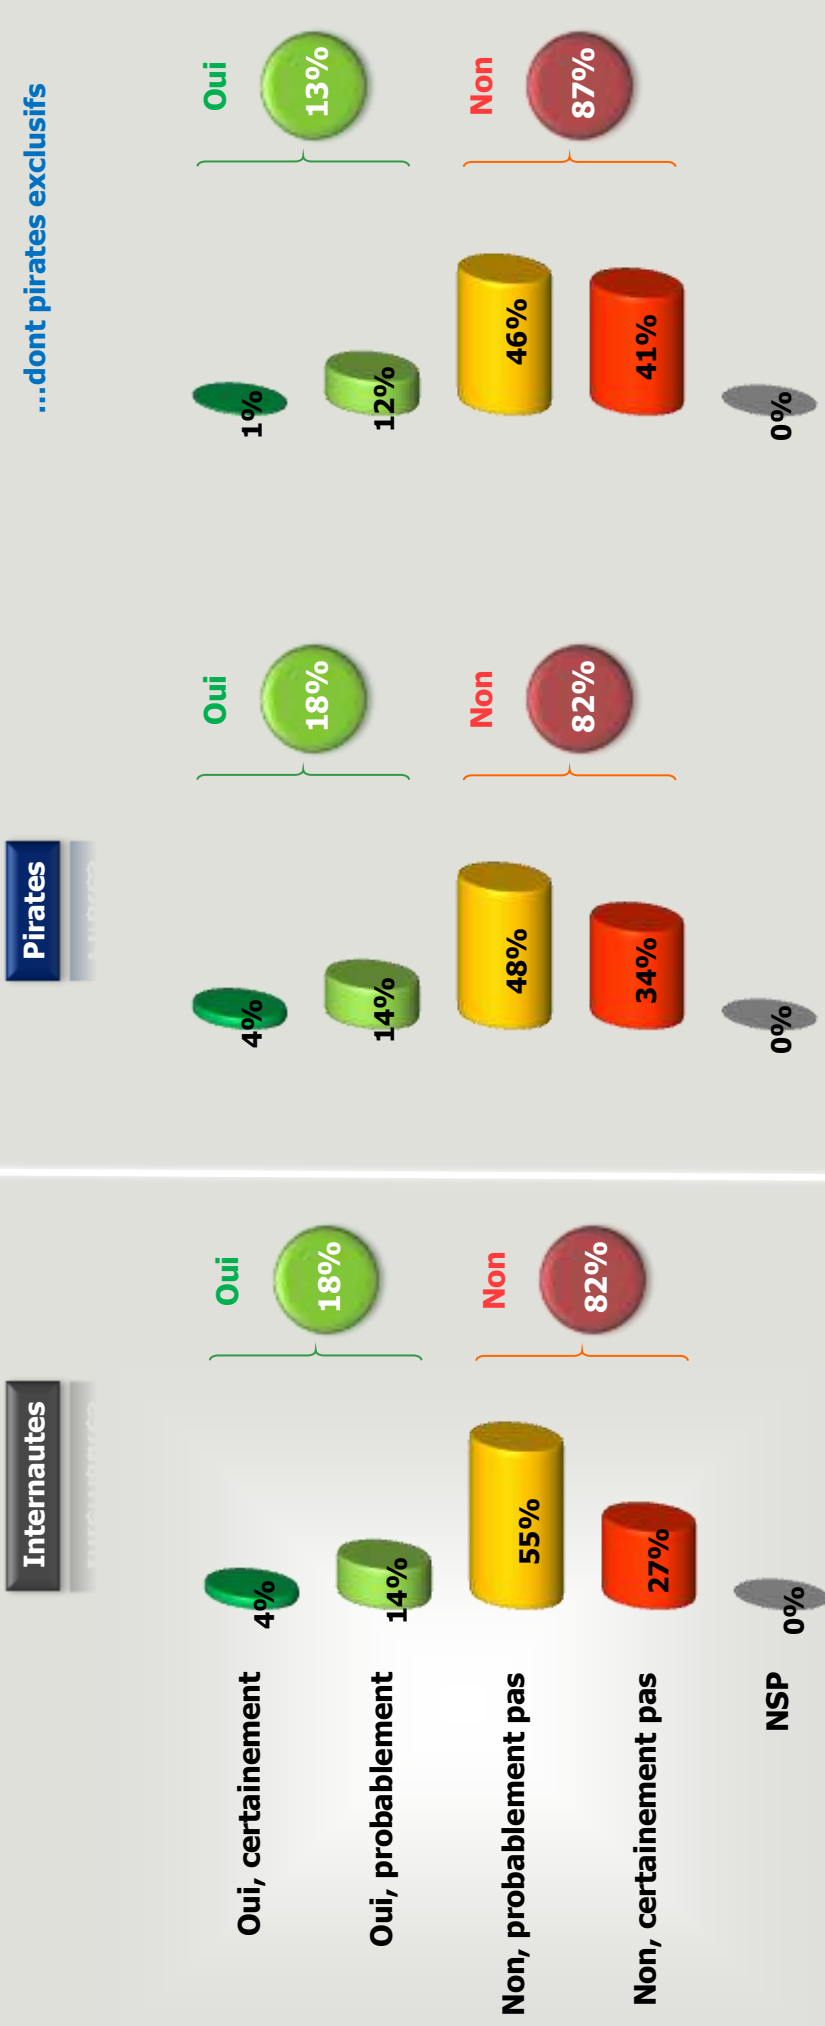 Internautes
Pirates
...dont pirates exclusifs
Oui, certainement
4%
4%
1%
Oui, probablement
14%
14%
12%
Non, probablement pas
55%
48%
46%
Non, certainement pas
27%
34%
41%
NSP
0%
0%
0%
Oui
18%
Non
82%
Oui
18%
Non
82%
Oui
13%
Non
87%